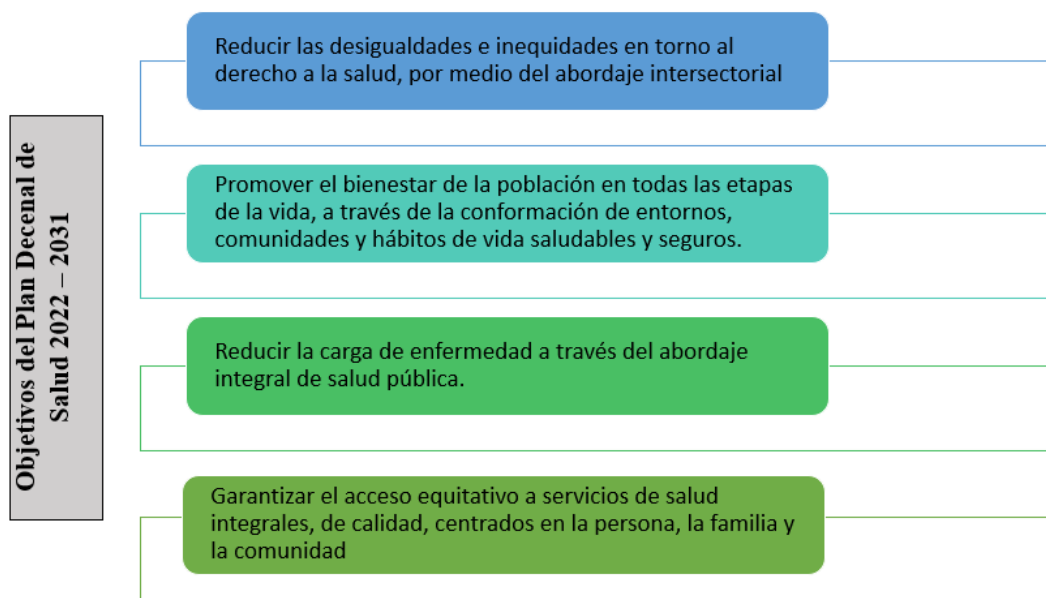 Objetivos del Plan Decenal de
Salud 2022 – 2031
Reducir las desigualdades e inequidades en torno al
derecho a la salud, por medio del abordaje intersectorial
Promover el bienestar de la población en todas las etapas
de la vida, a través de la conformación de entornos,
comunidades y hábitos de vida saludables y seguros.
Reducir la carga de enfermedad a través del abordaje
integral de salud pública.
Garantizar el acceso equitativo a servicios de salud
integrales, de calidad, centrados en la persona, la familia y
la comunidad